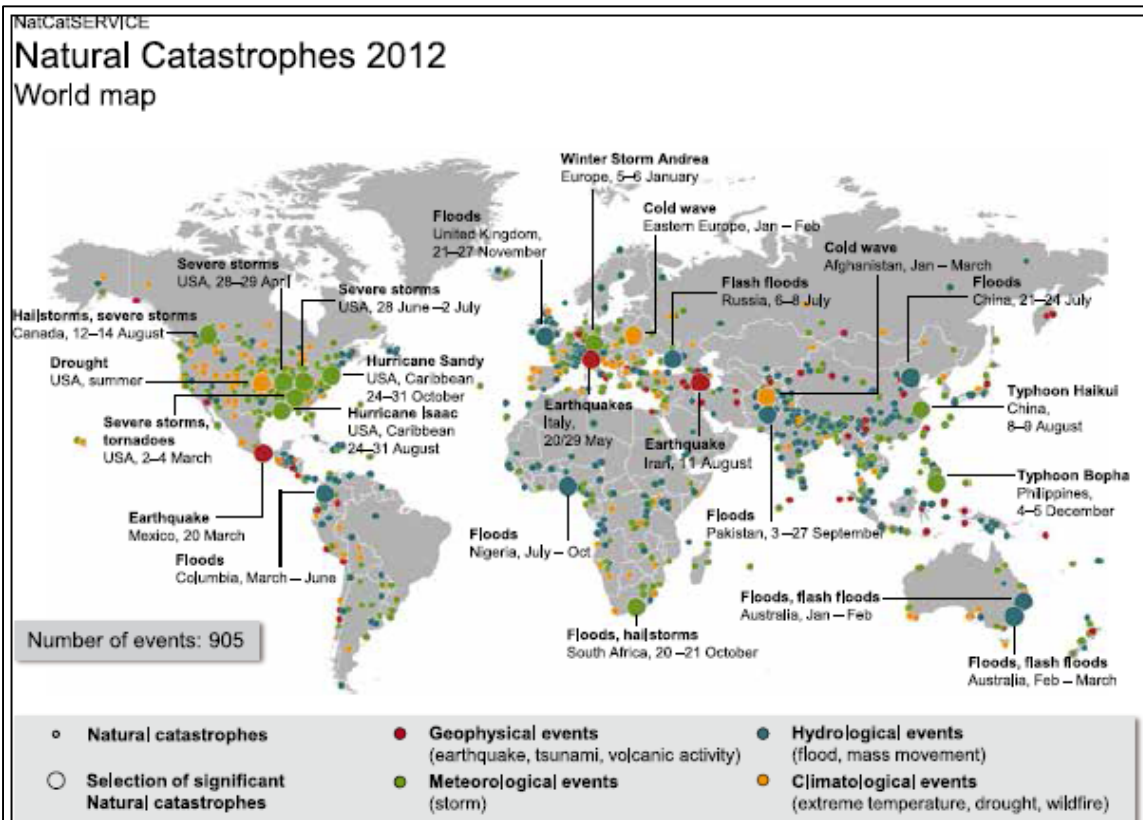 NatCatSERVICE
Natural Catastrophes 2012
World map
Winter Storm Andrea
Europe, 5–6 January
Floods
United Kingdom,
21–27 November
Cold wave
Eastern Europe, Jan – Feb
Cold wave
Afghanistan, Jan – March
Severe storms
USA, 28–29 April
Severe storms
USA, 28 June – 2 July
Flash floods
Russia, 6–8 July
Floods
China, 21–24 July
Hailstorms, severe storms
Canada, 12–14 August
Drought
USA, summer
Hurricane Sandy
USA, Caribbean
24–31 October
Hurricane Isaac
USA, Caribbean
24–31 August
Severe storms,
tornadoes
USA, 2–4 March
Earthquakes
Italy,
20/29 May
Earthquake
Iran, 11 August
Typhoon Haikui
China,
8–9 August
Typhoon Bopha
Philippines,
4–5 December
Earthquake
Mexico, 20 March
Floods
Columbia, March – June
Floods
Nigeria, July – Oct
Floods
Pakistan, 3 –27 September
Floods, flash floods
Australia, Jan – Feb
Floods, hailstorms
South Africa, 20 –21 October
Floods, flash floods
Australia, Feb – March
Number of events: 905
Natural catastrophes
Selection of significant
Natural catastrophes
Geophysical events
(earthquake, tsunami, volcanic activity)
Meteorological events
(storm)
Hydrological events
(flood, mass movement)
Climatological events
(extreme temperature, drought, wildfire)